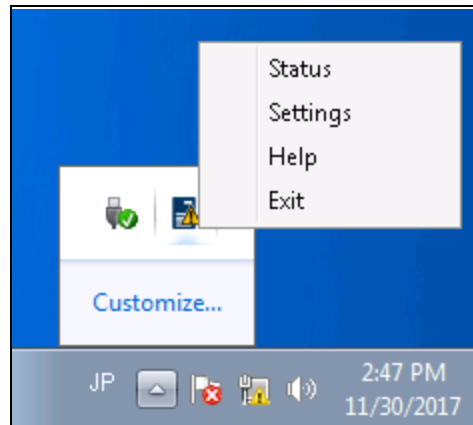 Status
Settings
Help
Exit
Customize...
JP
2:47 PM
11/30/2017